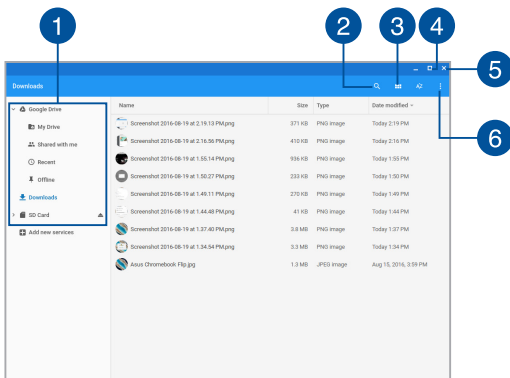 1
2
3
4
5
6
Downloads
AZ
Google Drive
My Drive
Shared with me
Recent
Offline
Downloads
SD Card
Add new services
Name Size Type Date modified
Screenshot 2016-08-19 at 2.19.13 PM.png 371 KB PNG image Today 2:19 PM
Screenshot 2016-08-19 at 2.16.56 PM.png 410 KB PNG image Today 2:16 PM
Screenshot 2016-08-19 at 1.55.14 PM.png 936 KB PNG image Today 1:55 PM
Screenshot 2016-08-19 at 1.50.27 PM.png 233 KB PNG image Today 1:50 PM
Screenshot 2016-08-19 at 1.49.11 PM.png 270 KB PNG image Today 1:49 PM
Screenshot 2016-08-19 at 1.44.48 PM.png 41 KB PNG image Today 1:44 PM
Screenshot 2016-08-19 at 1.37.40 PM.png 3.8 MB PNG image Today 1:37 PM
Screenshot 2016-08-19 at 1.34.54 PM.png 3.3 MB PNG image Today 1:34 PM
Asus Chromebook Flip.jpg 1.3 MB JPEG image Aug 15, 2016, 3:59 PM